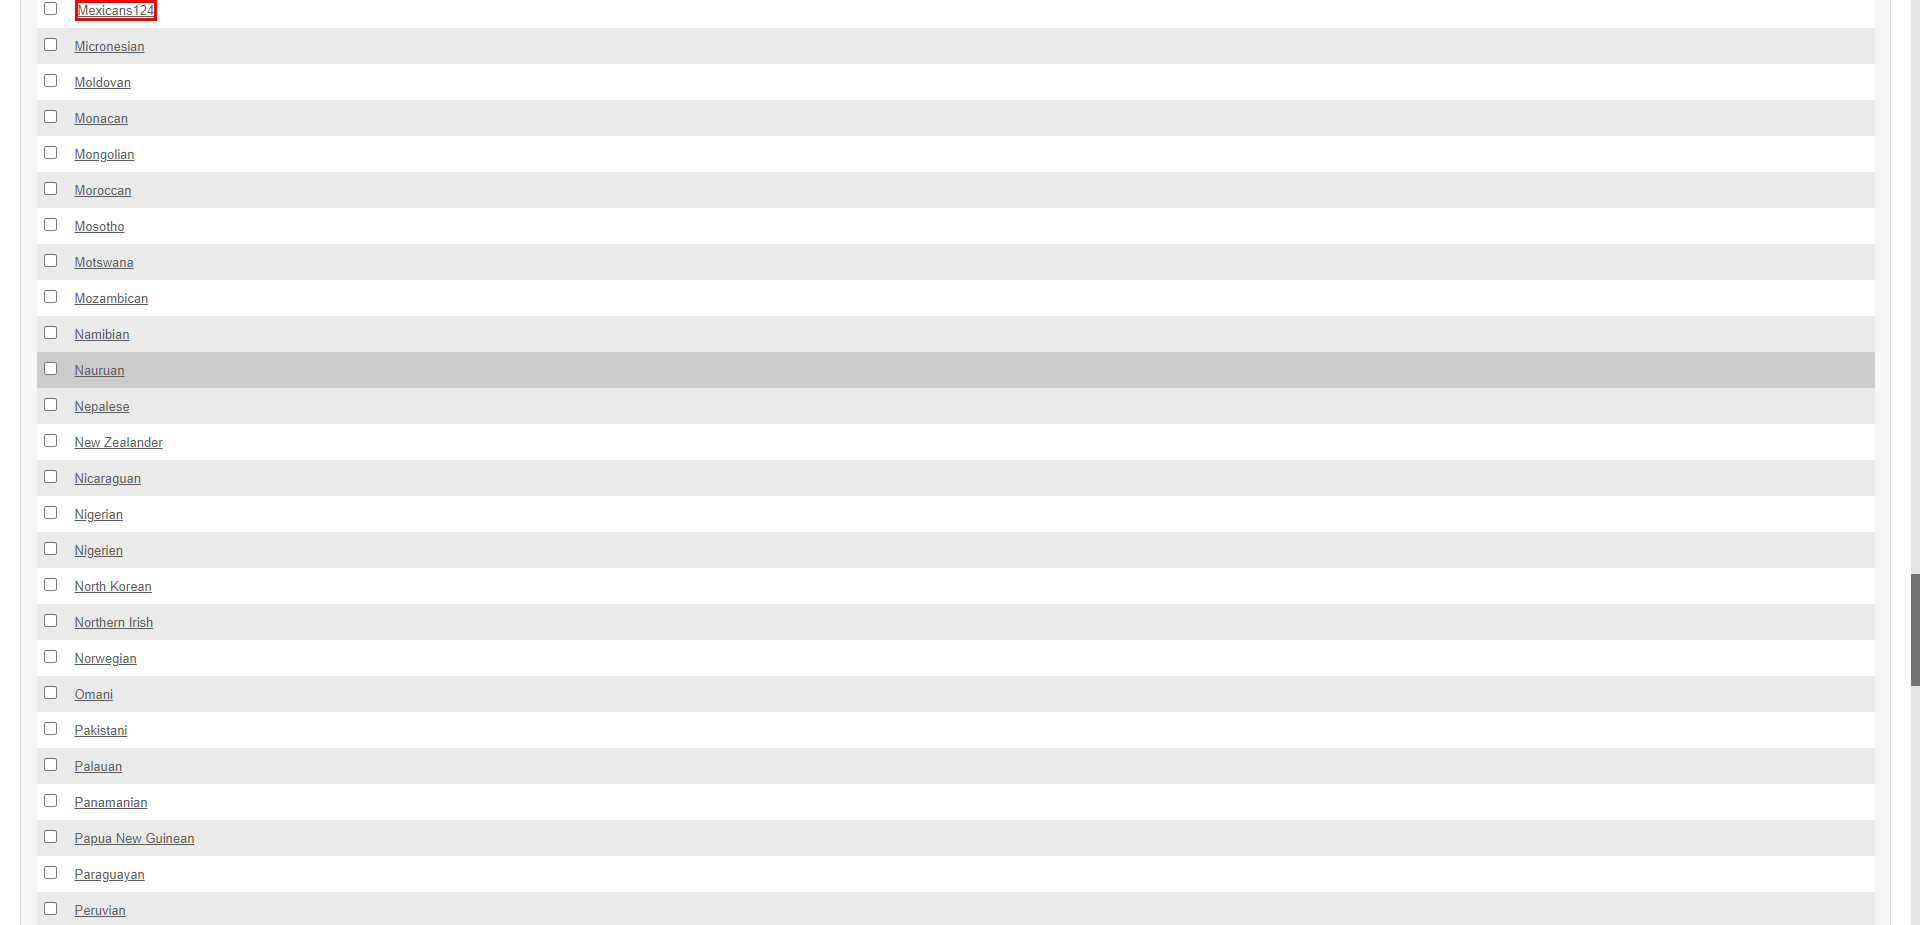 Mexicans124
Micronesian
Moldovan
Monacan
Mongolian
Moroccan
Mosotho
Motswana
Mozambican
Namibian
Nauruan
Nepalese
New Zealander
Nicaraguan
Nigerian
Nigerien
North Korean
Northern Irish
Norwegian
Omani
Pakistani
Palauan
Panamanian
Papua New Guinean
Paraguayan
Peruvian